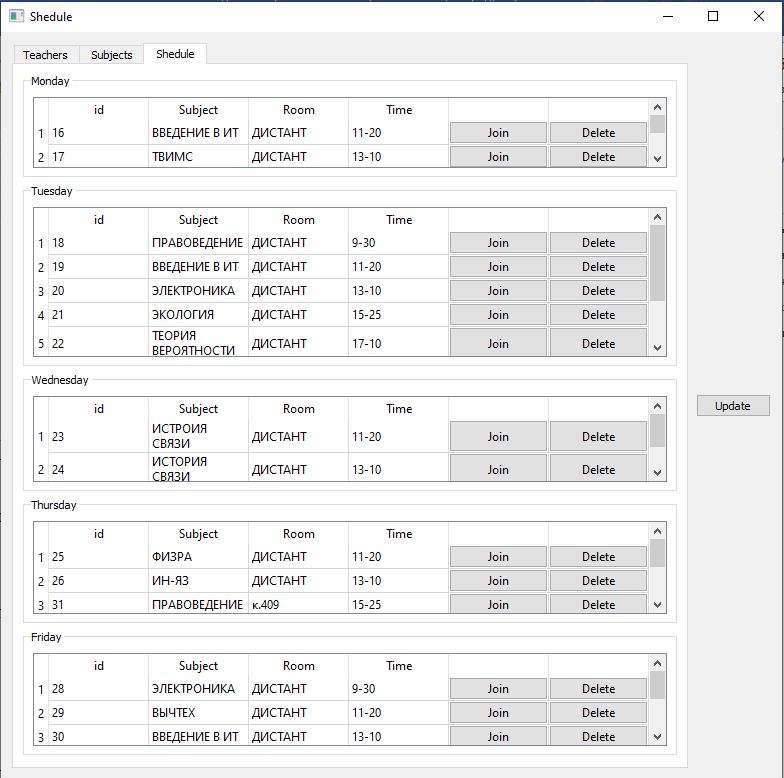 Shedule
Teachers Subjects Shedule
Monday
id Subject Room Time
1 16 ВВЕДЕНИЕ В ИТ ДИСТАНТ 11-20 Join Delete
2 17 ТВИМС ДИСТАНТ 13-10 Join Delete
Tuesday
id Subject Room Time
1 18 ПРАВОВЕДЕНИЕ ДИСТАНТ 9-30 Join Delete
2 19 ВВЕДЕНИЕ В ИТ ДИСТАНТ 11-20 Join Delete
3 20 ЭЛЕКТРОНИКА ДИСТАНТ 13-10 Join Delete
4 21 ЭКОЛОГИЯ ДИСТАНТ 15-25 Join Delete
5 22 ТЕОРИЯ
ВЕРОЯТНОСТИ ДИСТАНТ 17-10 Join Delete
Wednesday
id Subject Room Time
1 23 ИСТРОИЯ
СВЯЗИ ДИСТАНТ 11-20 Join Delete
2 24 ИСТОРИЯ
СВЯЗИ ДИСТАНТ 13-10 Join Delete
Update
Thursday
id Subject Room Time
1 25 ФИЗРА ДИСТАНТ 11-20 Join Delete
2 26 ИН-ЯЗ ДИСТАНТ 13-10 Join Delete
3 31 ПРАВОВЕДЕНИЕ к.409 15-25 Join Delete
Friday
id Subject Room Time
1 28 ЭЛЕКТРОНИКА ДИСТАНТ 9-30 Join Delete
2 29 ВЫЧТЕХ ДИСТАНТ 11-20 Join Delete
3 30 ВВЕДЕНИЕ В ИТ ДИСТАНТ 13-10 Join Delete